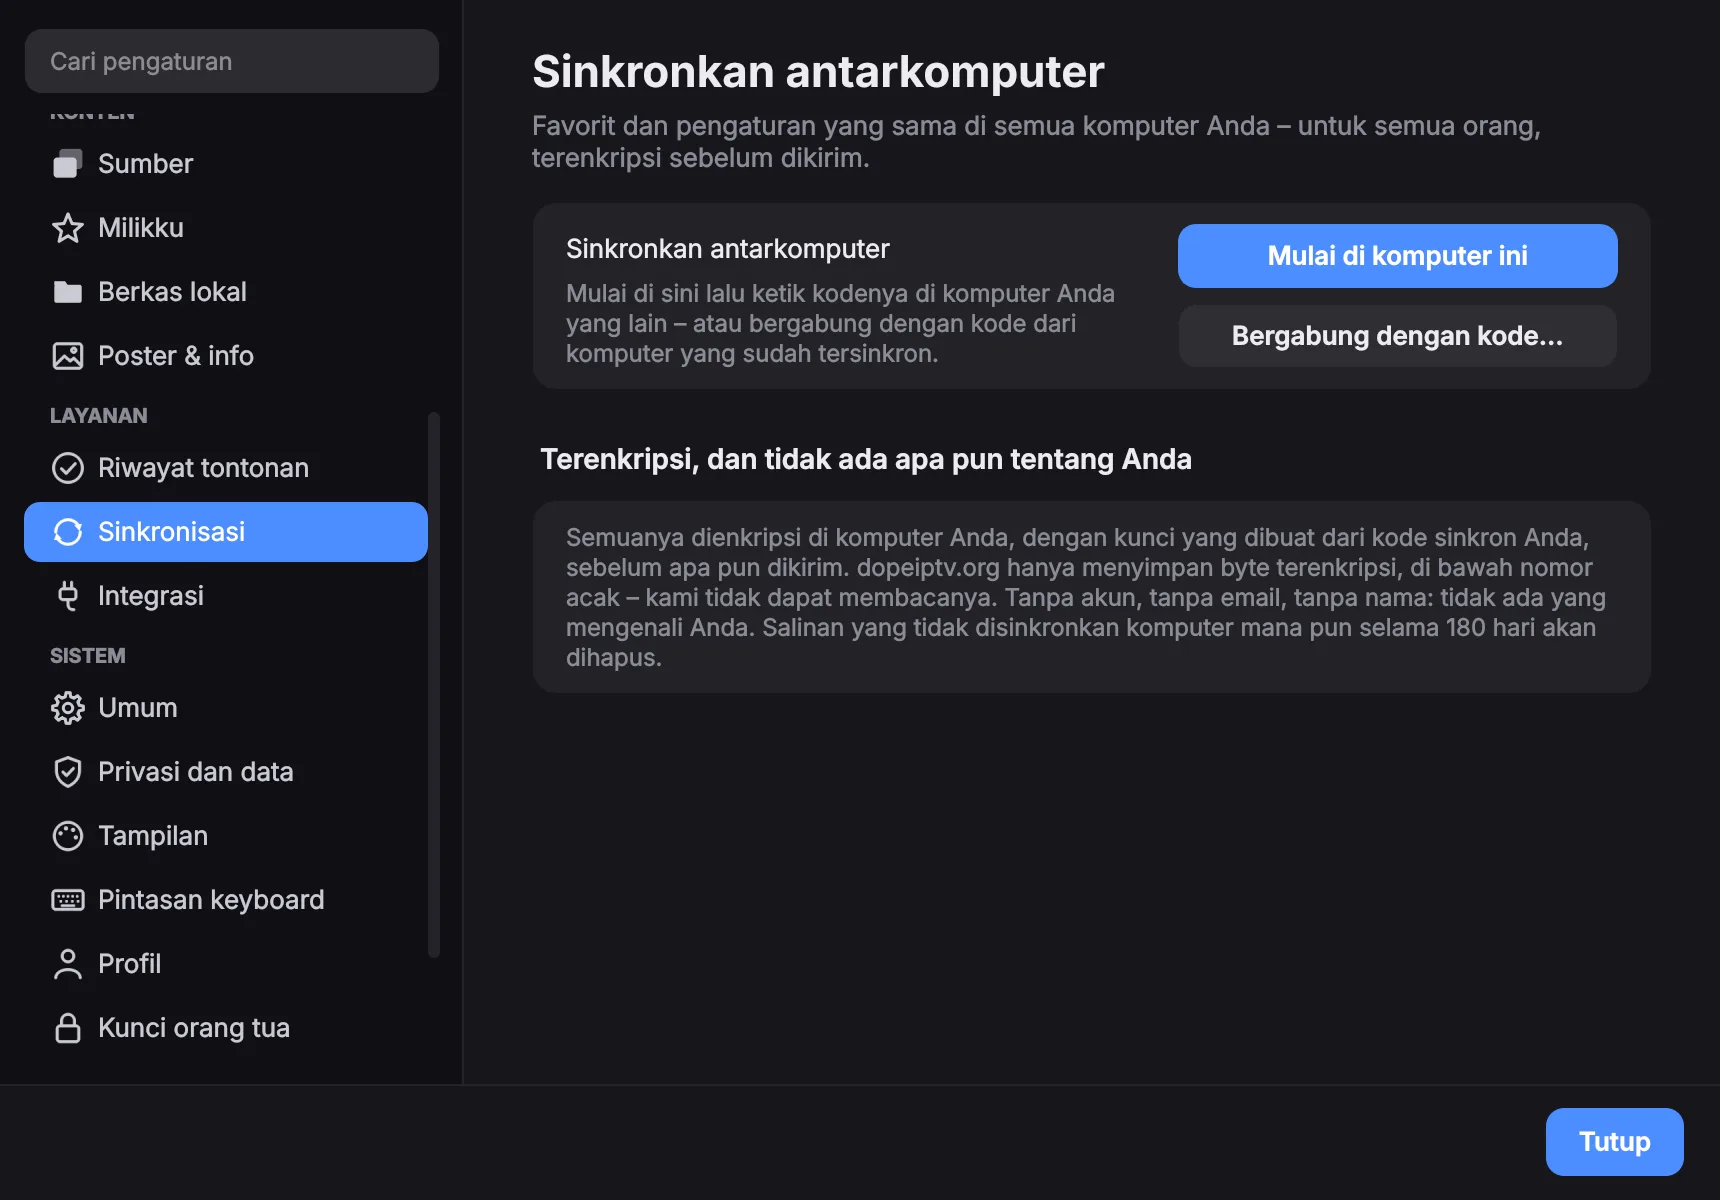 Cari pengaturan
KONTEN
Sumber
Milikku
Berkas lokal
Poster & info
LAYANAN
Riwayat tontonan
Sinkronisasi
Integrasi
SISTEM
Umum
Privasi dan data
Tampilan
Pintasan keyboard
Profil
Kunci orang tua
Sinkronkan antarkomputer
Favorit dan pengaturan yang sama di semua komputer Anda – untuk semua orang,
terenkripsi sebelum dikirim.
Sinkronkan antarkomputer
Mulai di sini lalu ketik kodenya di komputer Anda
yang lain – atau bergabung dengan kode dari
komputer yang sudah tersinkron.
Mulai di komputer ini
Bergabung dengan kode...
Terenkripsi, dan tidak ada apa pun tentang Anda
Semuanya dienkripsi di komputer Anda, dengan kunci yang dibuat dari kode sinkron Anda,
sebelum apa pun dikirim. dopeiptv.org hanya menyimpan byte terenkripsi, di bawah nomor
acak – kami tidak dapat membacanya. Tanpa akun, tanpa email, tanpa nama: tidak ada yang
mengenali Anda. Salinan yang tidak disinkronkan komputer mana pun selama 180 hari akan
dihapus.
Tutup